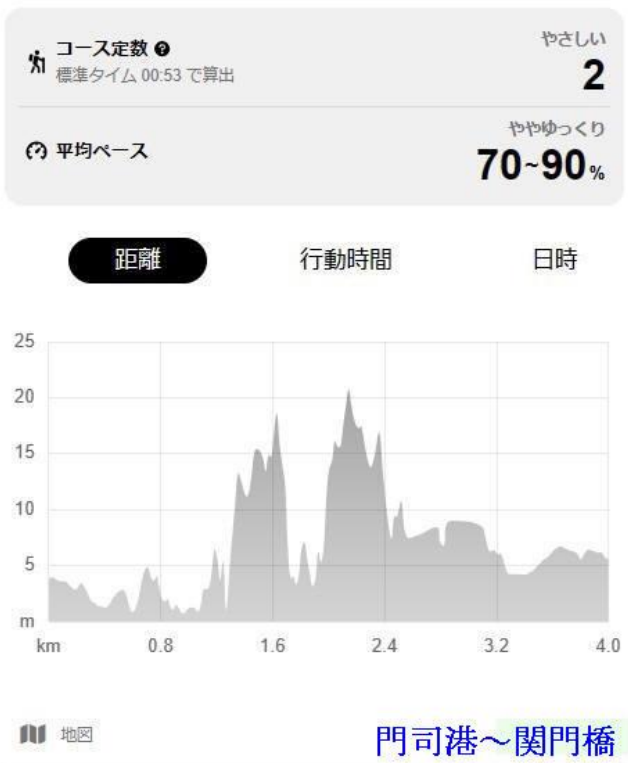 コース定数 ?
やさしい
標準タイム 00:53 で算出
2
平均ペース
ややゆっくり
70~90%
距離 行動時間 日時
25
20
15
10
5
m
km 0.8 1.6 2.4 3.2 4.0
地図
門司港～関門橋